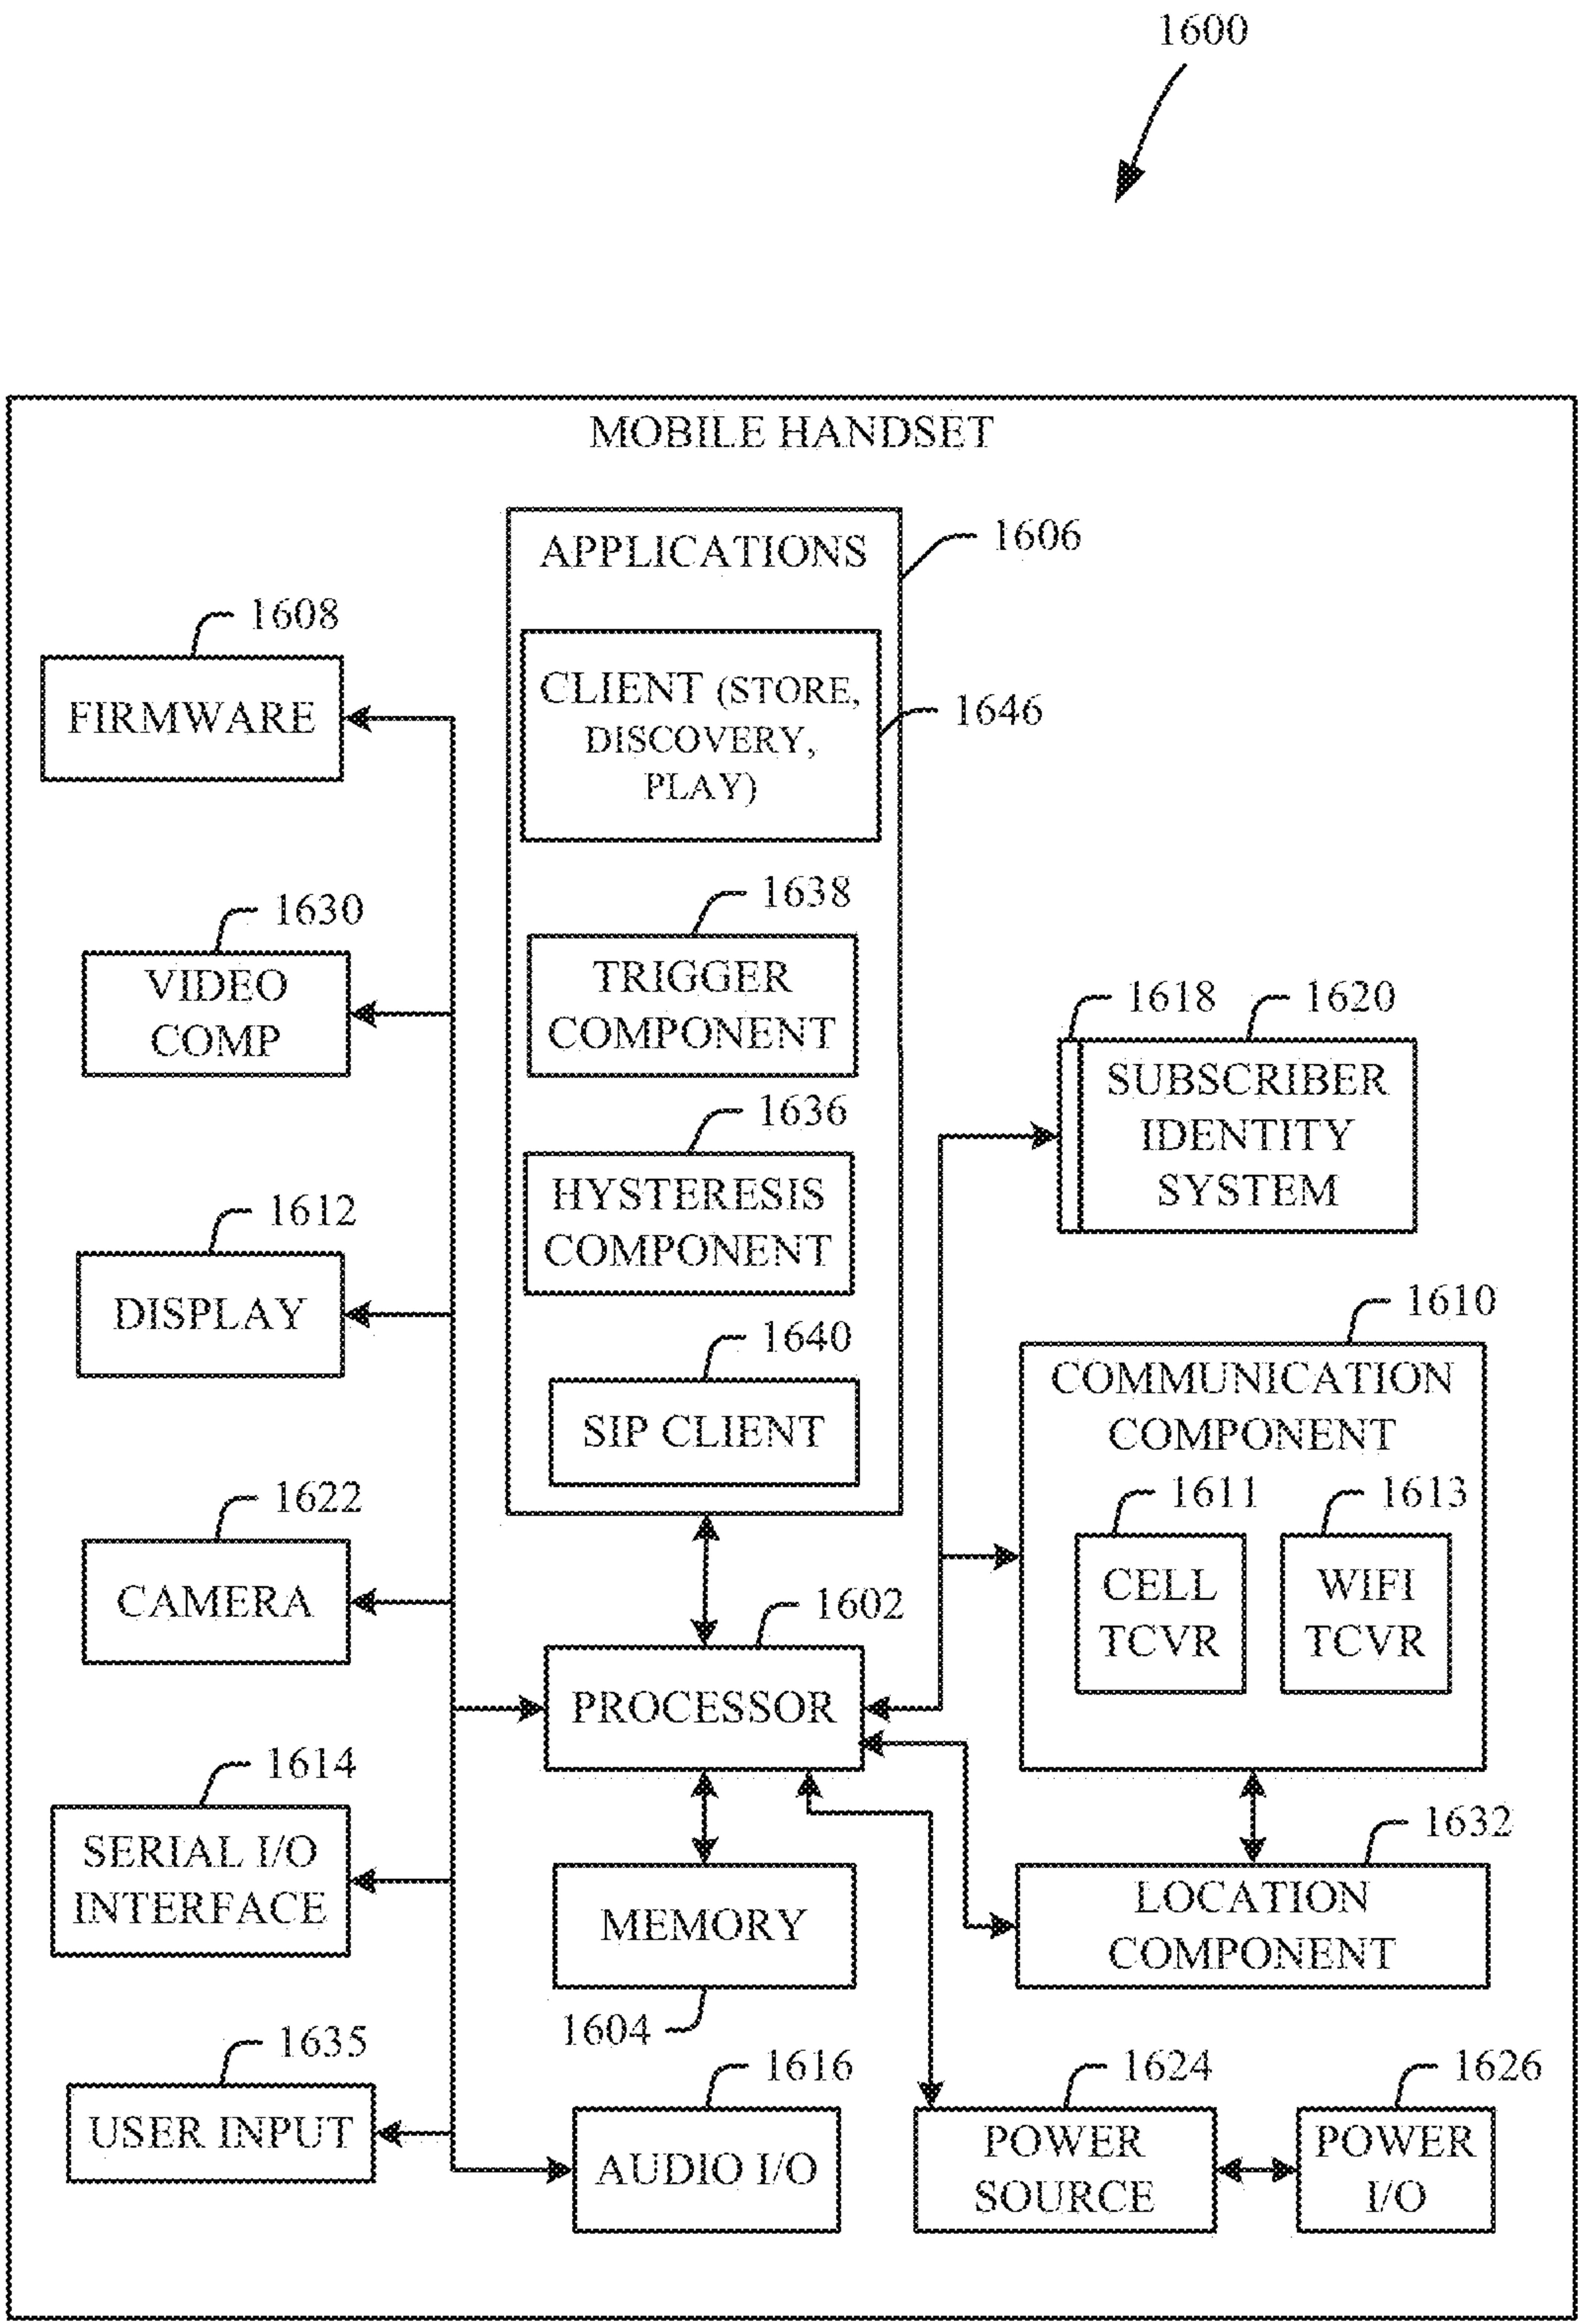 1600
MOBILE HANDSET
APPLICATIONS
1606
CLIENT (STORE,
DISCOVERY,
PLAY)
1646
1608
FIRMWARE
1638
TRIGGER
COMPONENT
1630
VIDEO
COMP
1636
HYSTERESIS
COMPONENT
1618
1620
SUBSCRIBER
IDENTITY
SYSTEM
1612
DISPLAY
1640
SIP CLIENT
1610
COMMUNICATION
COMPONENT
1611
CELL
TCVR
1613
WIFI
TCVR
1622
CAMERA
1602
PROCESSOR
1614
SERIAL I/O
INTERFACE
MEMORY
1604
1632
LOCATION
COMPONENT
1635
USER INPUT
1616
AUDIO I/O
1624
POWER
SOURCE
1626
POWER
I/O